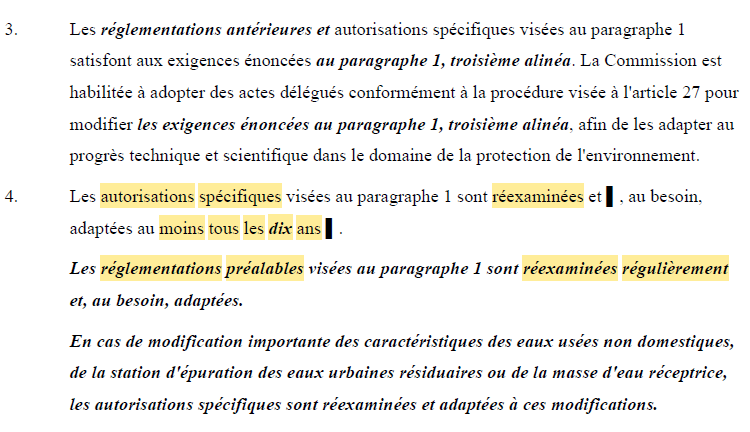 3. Les réglementations antérieures et autorisations spécifiques visées au paragraphe 1
satisfont aux exigences énoncées au paragraphe 1, troisième alinéa. La Commission est
habilitée à adopter des actes délégués conformément à la procédure visée à l'article 27 pour
modifier les exigences énoncées au paragraphe 1, troisième alinéa, afin de les adapter au
progrès technique et scientifique dans le domaine de la protection de l'environnement.
4. Les autorisations spécifiques visées au paragraphe 1 sont réexaminées et▐ , au besoin,
adaptées au moins tous les dix ans▐ .
Les réglementations préalables visées au paragraphe 1 sont réexaminées régulièrement
et, au besoin, adaptées.
En cas de modification importante des caractéristiques des eaux usées non domestiques,
de la station d'épuration des eaux urbaines résiduaires ou de la masse d'eau réceptrice,
les autorisations spécifiques sont réexaminées et adaptées à ces modifications.